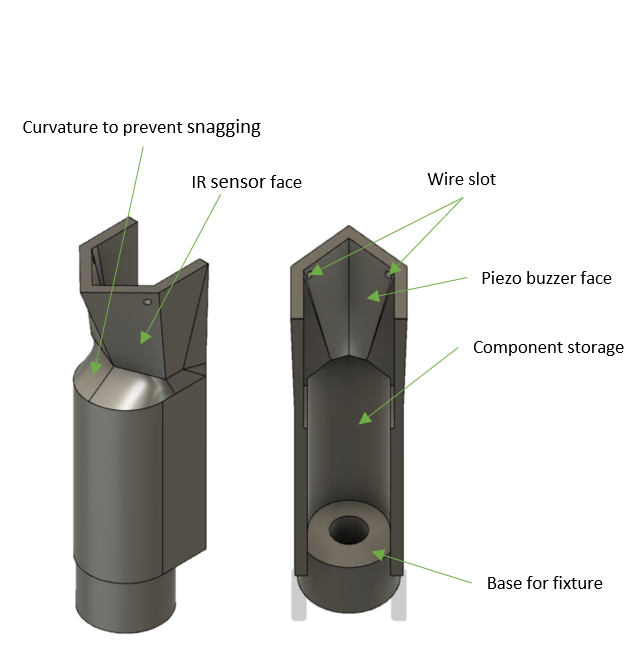 Curvature to prevent snagging
IR sensor face
Wire slot
Piezo buzzer face
Component storage
Base for fixture